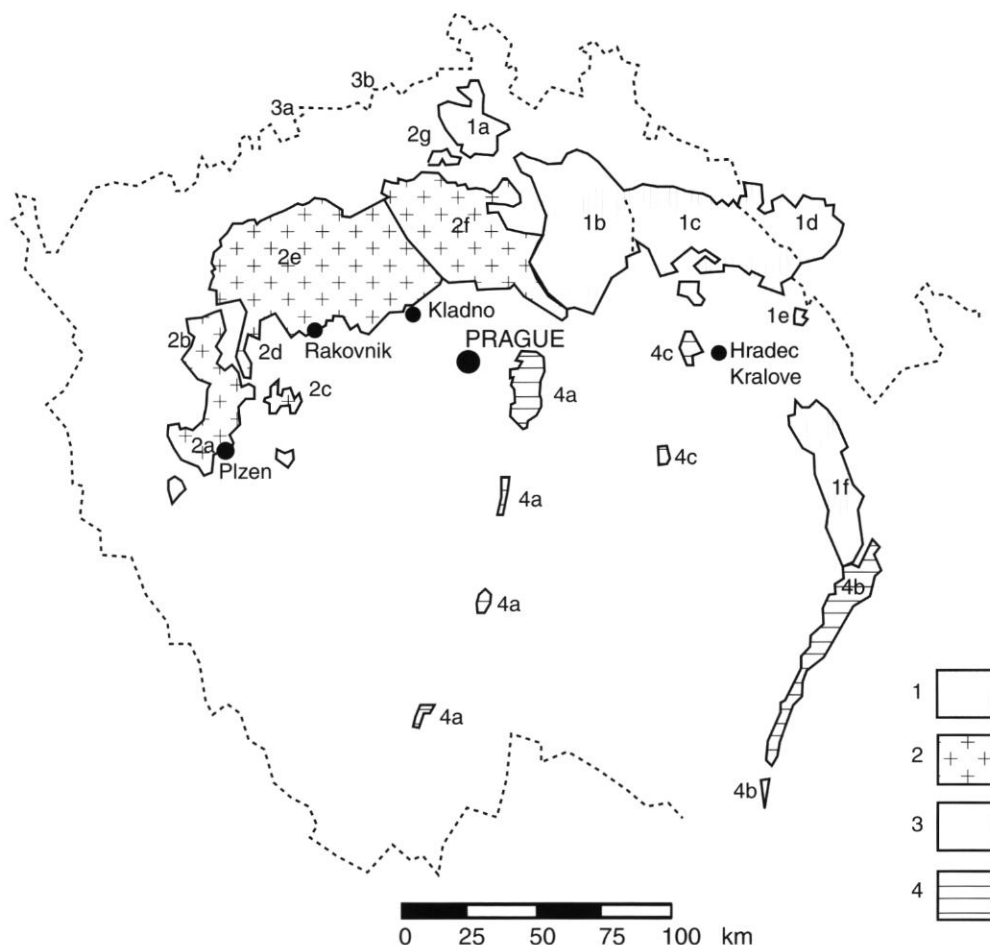 3b
3a
2g
1a
2f
1b
1c
1d
2e
Kladno
1e
2b
2d
Rakovnik
PRAGUE
4c
Hradec
Kralove
2c
4a
2a
Plzen
4c
4a
1f
4b
4a
4a
4b
1
2
3
4
0 25 50 75 100 km